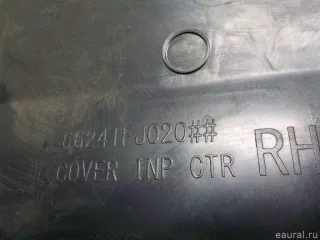 66241FJ020##
COVER INP CTR RH
eaural.ru